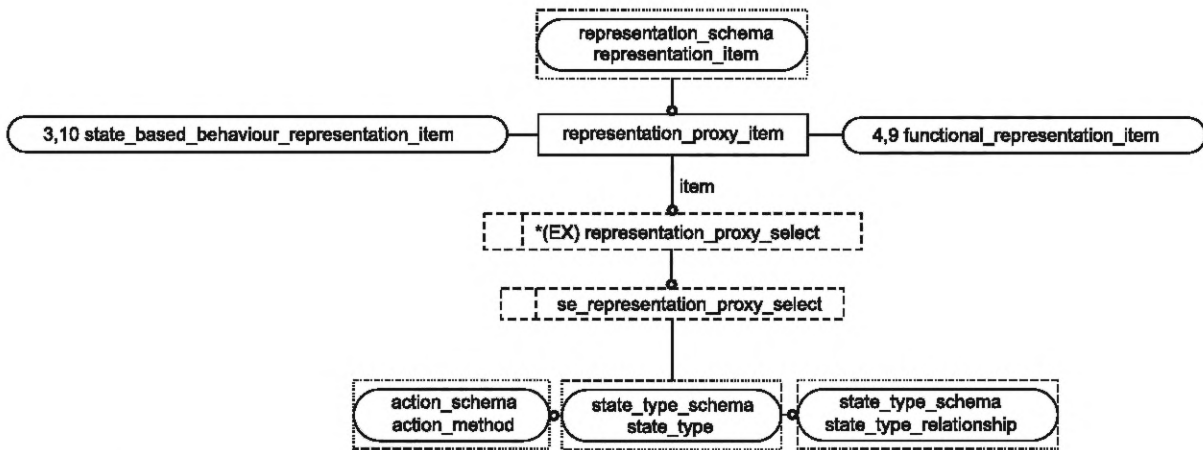 representation_schema
representation_item
3,10 state_based_behaviour_representation_item
representation_proxy_item
4,9 functional_representation_item
item
*(EX) representation_proxy_select
se_representation_proxy_select
action_schema
action_method
state_type_schema
state_type
state_type_schema
state_type_relationship